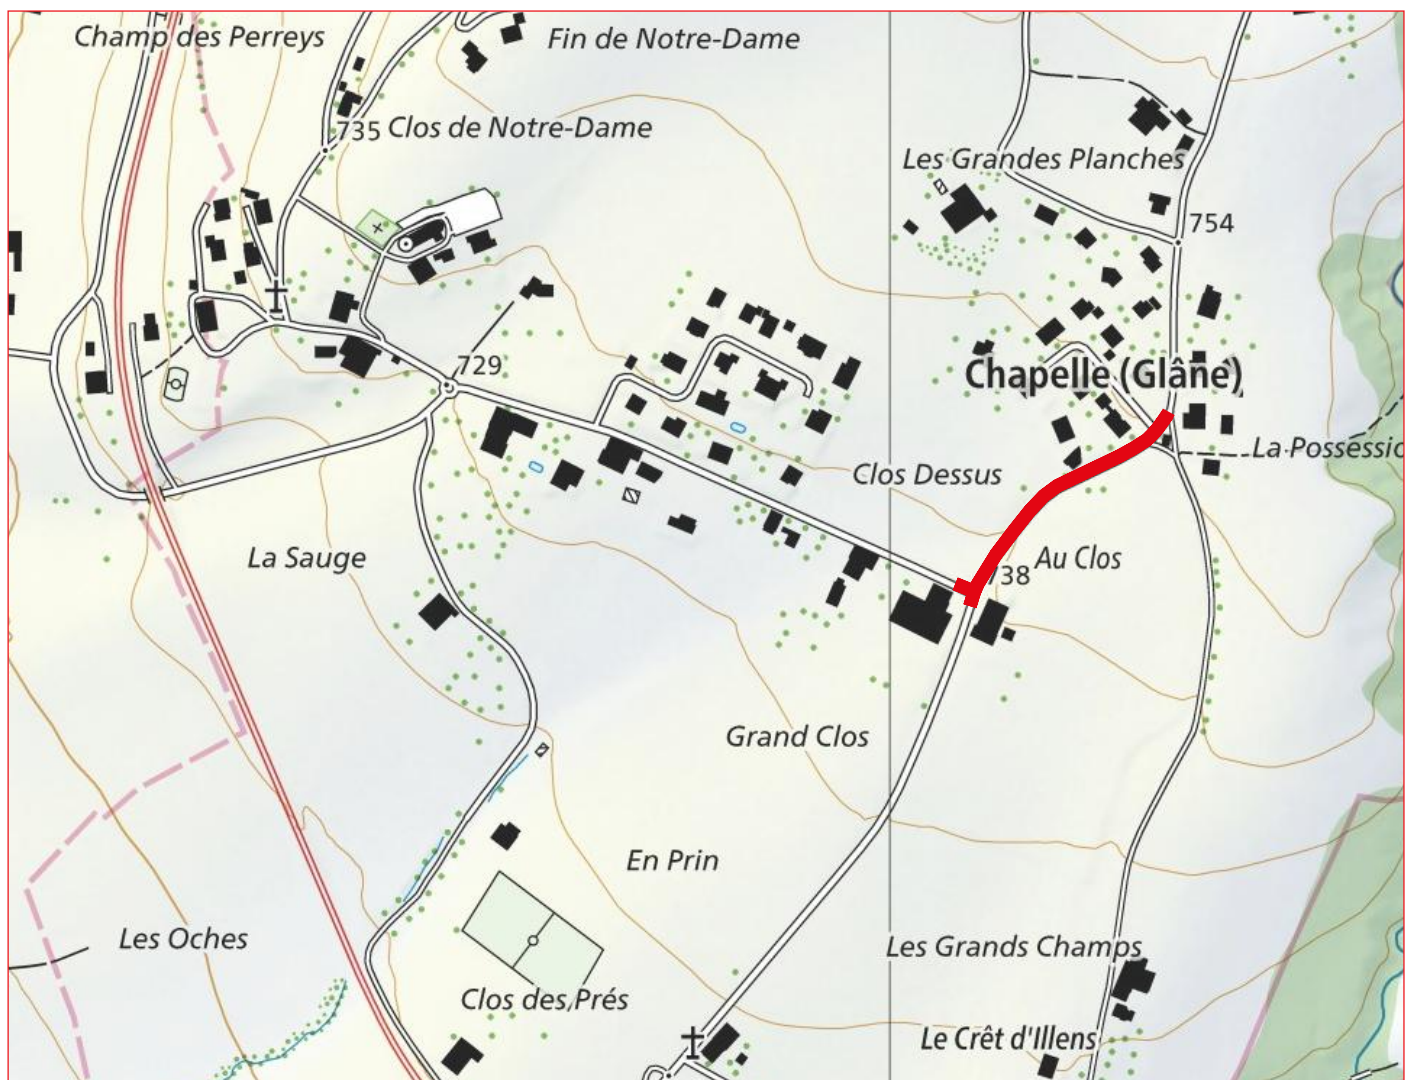 Champ des Perreys
Fin de Notre-Dame
735 Clos de Notre-Dame
Les Grandes Planches
754
729
Chapelle (Glâne)
La Possessio
Clos Dessus
La Sauge
738 Au Clos
Grand Clos
En Prin
Les Oches
Les Grands Champs
Clos des Prés
Le Crêt d'Illens